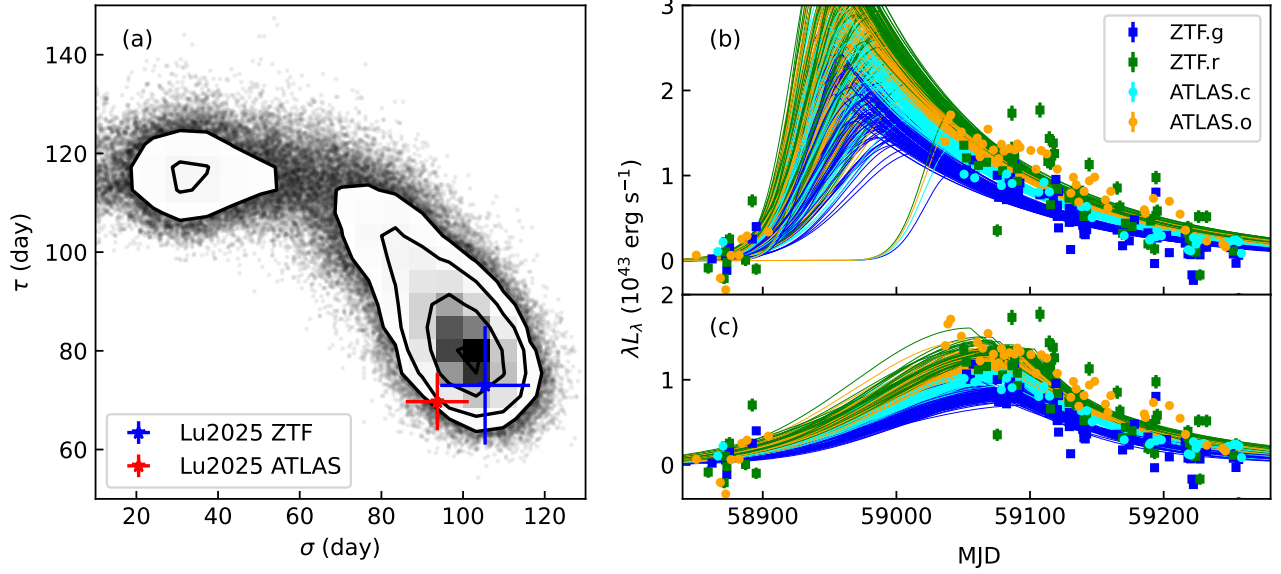 (a)
140
120
100
80
60
τ (day)
Lu2025 ZTF
Lu2025 ATLAS
20 40 60 80 100 120
σ (day)
(b)
3
2
1
0
ZTF.g
ZTF.r
ATLAS.c
ATLAS.o
λL_λ (10^43 erg s^−1)
(c)
2
1
0
58900 59000 59100 59200
MJD